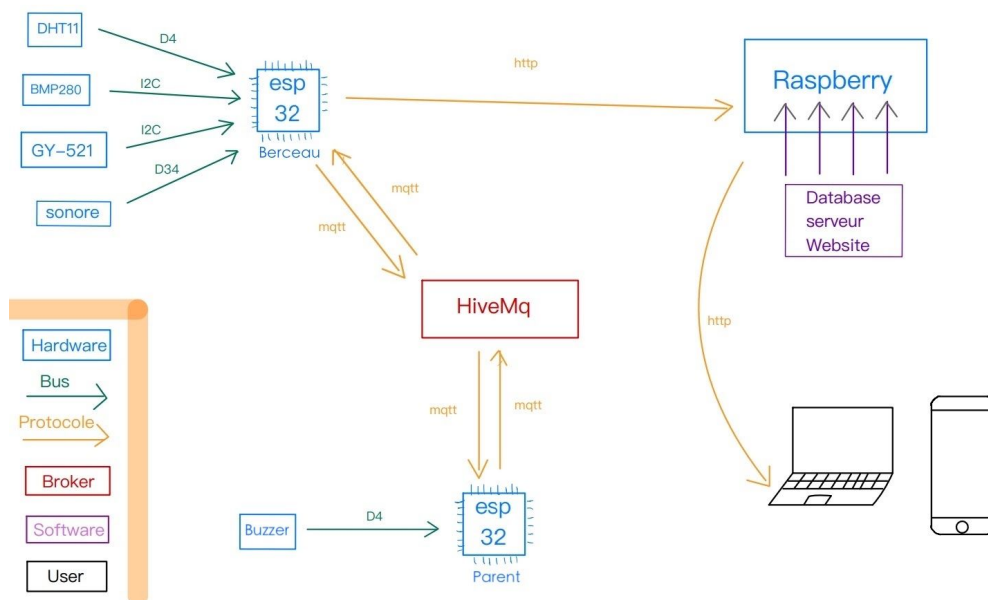 DHT11
D4
BMP280
I2C
GY-521
I2C
sonore
D34
esp
32
Berceau
http
Raspberry
Database
serveur
Website
mqtt
mqtt
HiveMq
http
mqtt
mqtt
Buzzer
D4
esp
32
Parent
Hardware
Bus
Protocole
Broker
Software
User